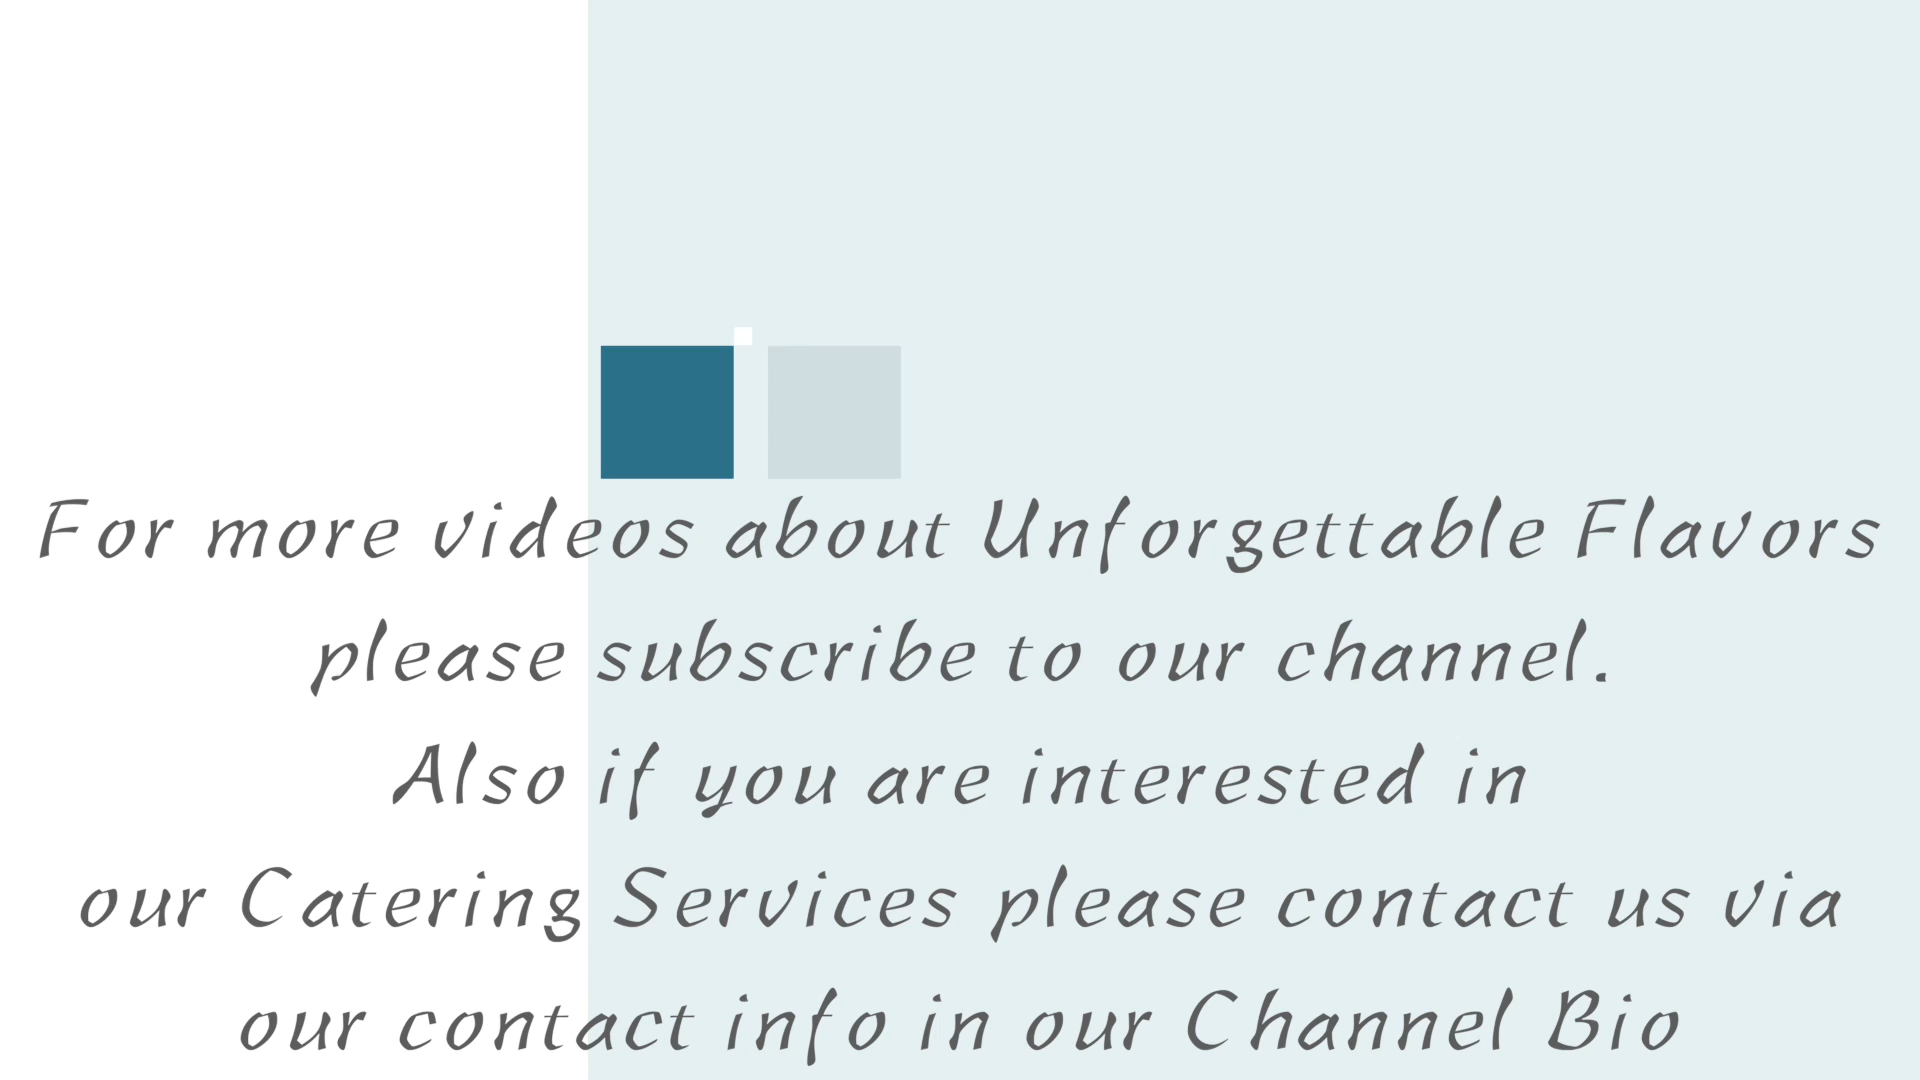 For more videos about Unforgettable Flavors
please subscribe to our channel.
Also if you are interested in
our Catering Services please contact us via
our contact info in our Channel Bio